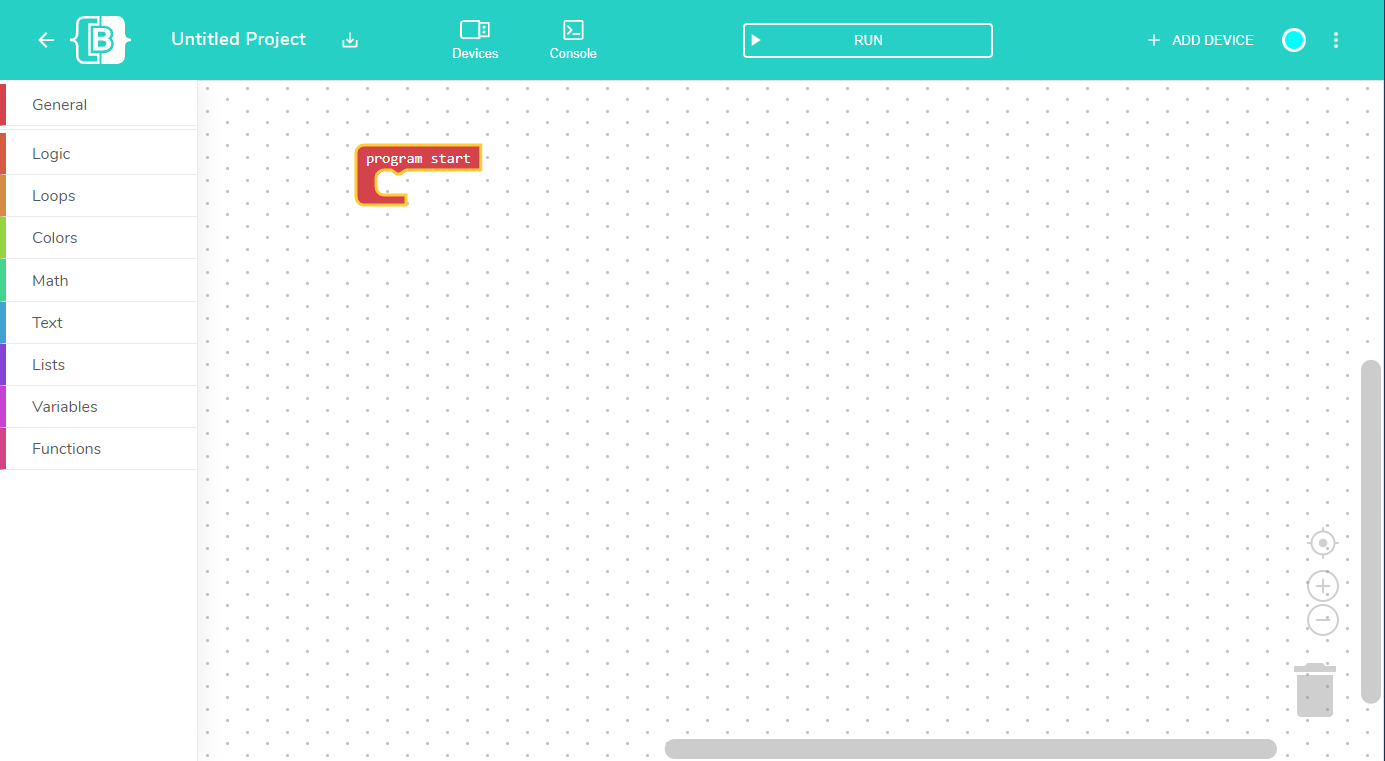 B
Untitled Project
Devices
Console
RUN
ADD DEVICE
General
Logic
Loops
Colors
Math
Text
Lists
Variables
Functions
program start